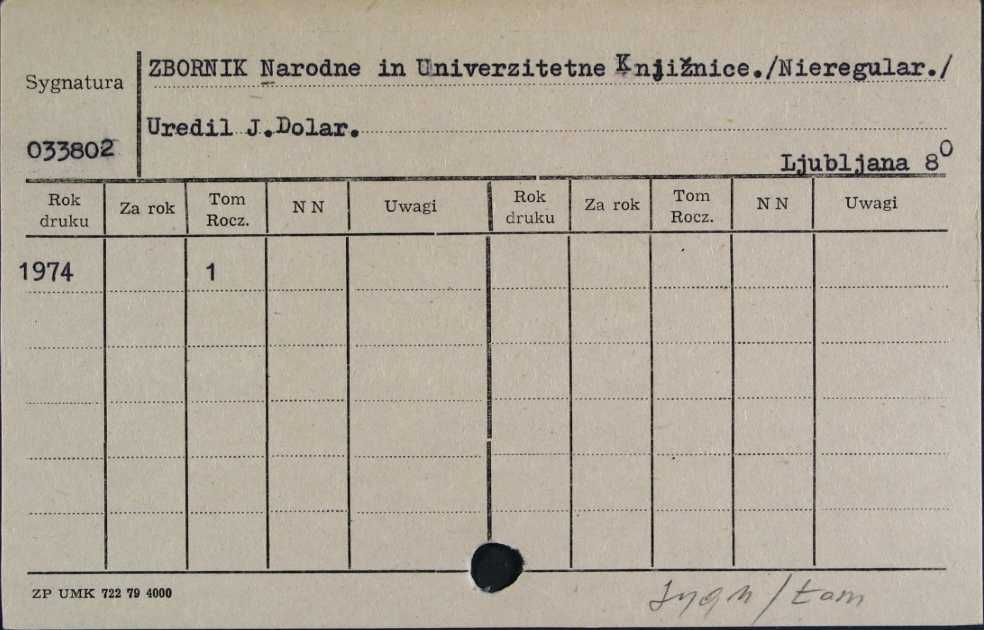 Sygnatura
ZBORNIK Narodne in Univerzitetne Knjižnice./Nieregular./
Uredil J.Dolar.
033802
Ljubljana 8⁰
Rok druku Za rok Tom Rocz. N N Uwagi Rok druku Za rok Tom Rocz. N N Uwagi
1974 1
ZP UMK 722 79 4000
sygn/tom